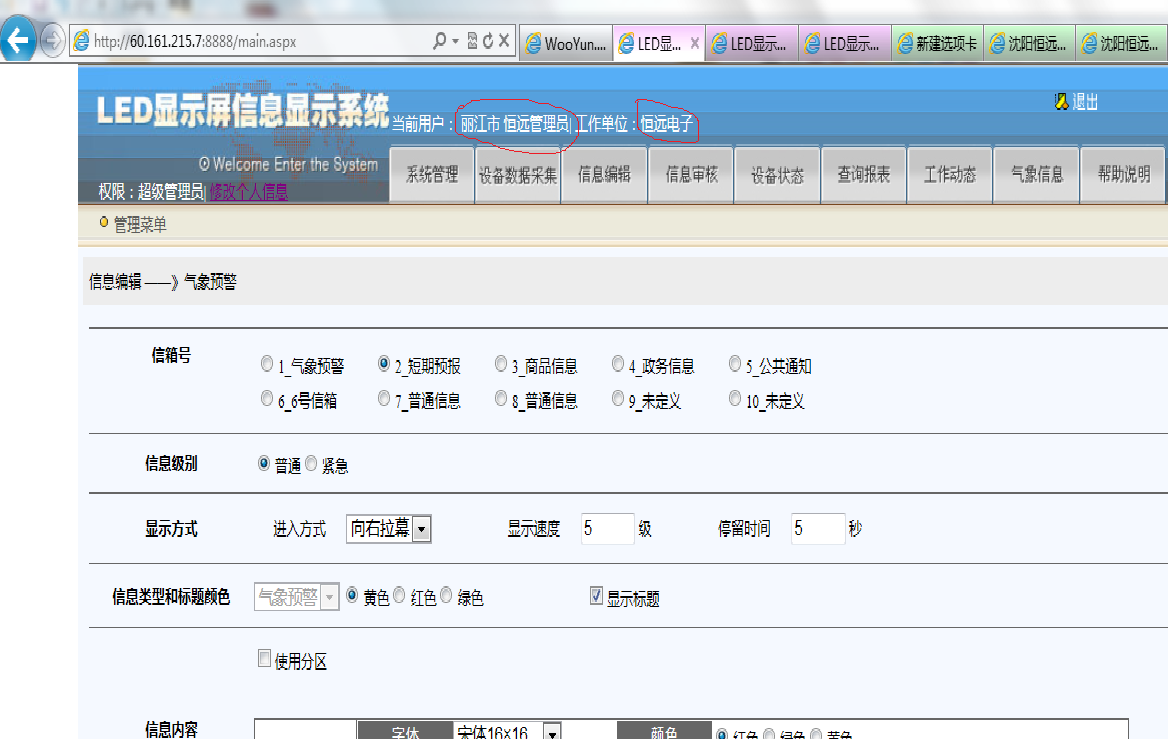 http://60.161.215.7:8888/main.aspx
WooYun....
LED显...
LED显示...
LED显示...
新建选项卡
沈阳恒远...
沈阳恒远...
LED显示屏信息显示系统
Welcome Enter the System
当前用户：丽江市 恒远管理员| 工作单位：恒远电子
退出
权限：超级管理员| 修改个人信息
系统管理 设备数据采集 信息编辑 信息审核 设备状态 查询报表 工作动态 气象信息 帮助说明
管理菜单
信息编辑 ——》气象预警
信箱号
1_气象预警 2_短期预报 3_商品信息 4_政务信息 5_公共通知
6_6号信箱 7_普通信息 8_普通信息 9_未定义 10_未定义
信息级别 普通 紧急
显示方式 进入方式 向右拉幕 显示速度 5 级 停留时间 5 秒
信息类型和标题颜色 气象预警 黄色 红色 绿色 显示标题
使用分区
信息内容
字体 宋体16x16 颜色 红色 绿色 黄色